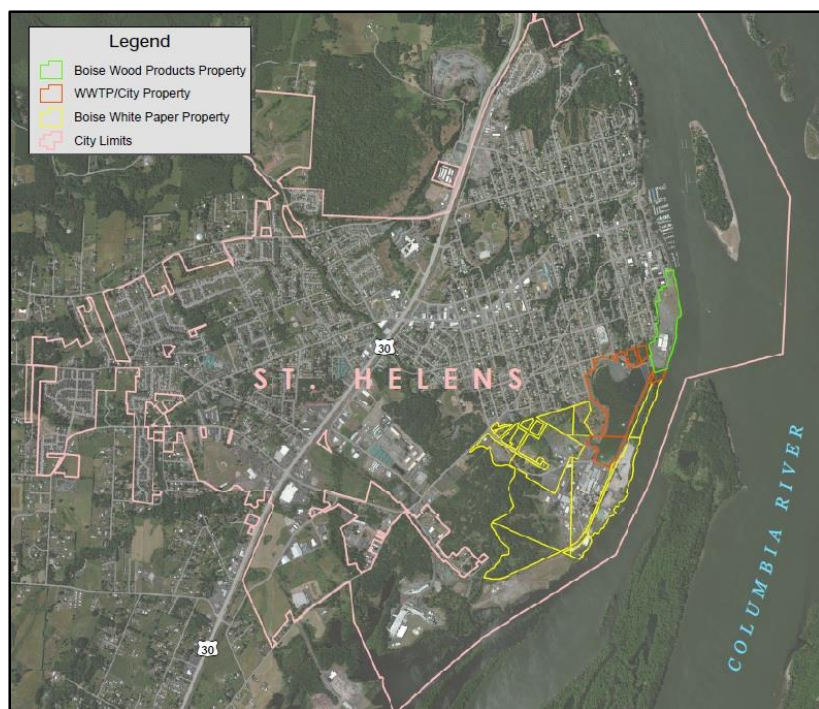 Legend
Boise Wood Products Property
WWTP/City Property
Boise White Paper Property
City Limits
30
ST. HELENS
COLUMBIA RIVER
30